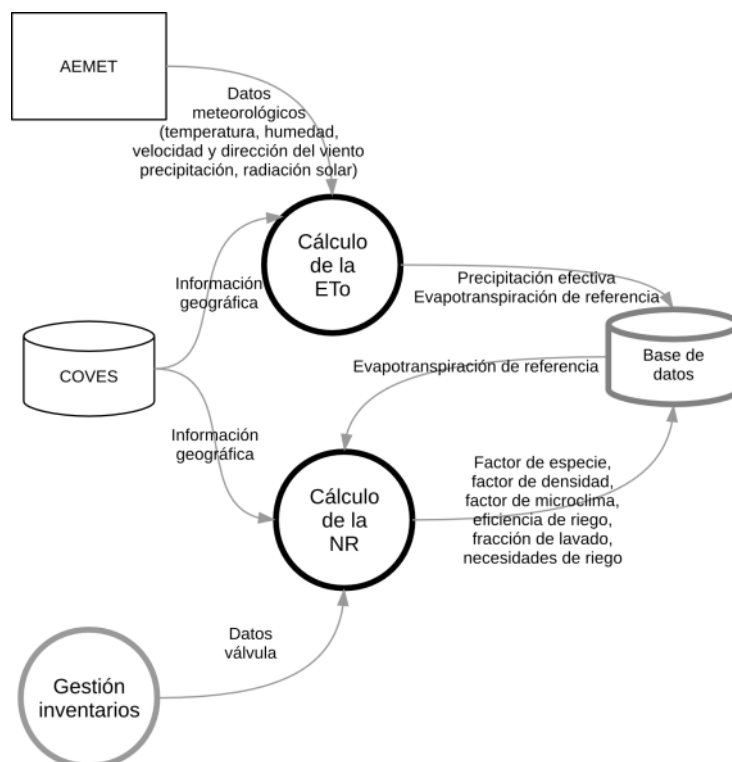 AEMET
Datos
meteorológicos
(temperatura, humedad,
velocidad y dirección del viento
precipitación, radiación solar)
Cálculo
de la
ETo
Información
geográfica
Precipitación efectiva
Evapotranspiración de referencia
COVES
Base de
datos
Evapotranspiración de referencia
Información
geográfica
Cálculo
de la
NR
Factor de especie,
factor de densidad,
factor de microclima,
eficiencia de riego,
fracción de lavado,
necesidades de riego
Datos
válvula
Gestión
inventarios